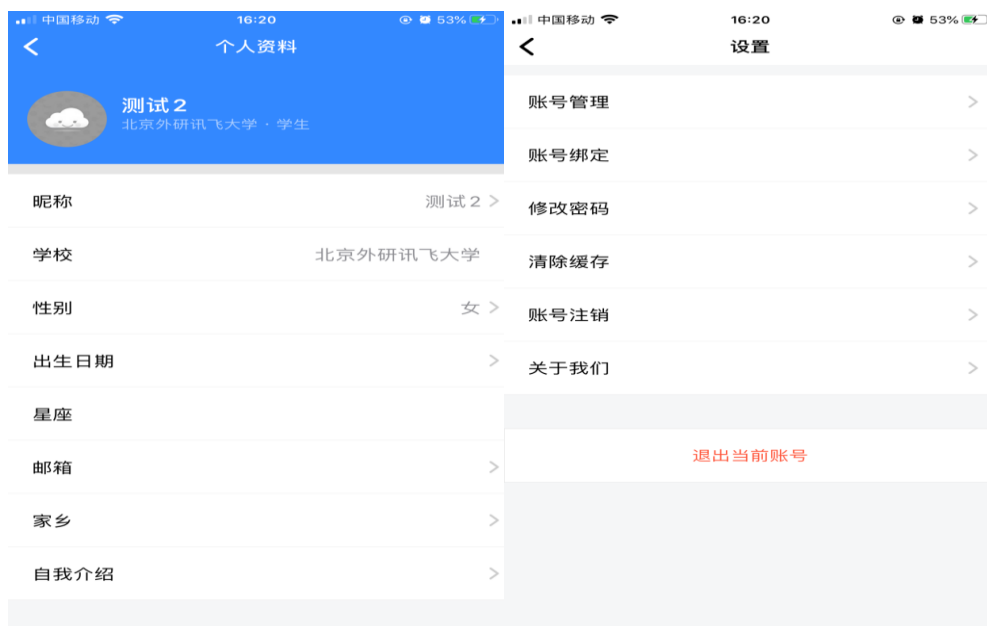 中国移动 16:20 53%
个人资料
测试2
北京外研讯飞大学 · 学生
昵称 测试2
学校 北京外研讯飞大学
性别 女
出生日期
星座
邮箱
家乡
自我介绍
中国移动 16:20 53%
设置
账号管理
账号绑定
修改密码
清除缓存
账号注销
关于我们
退出当前账号